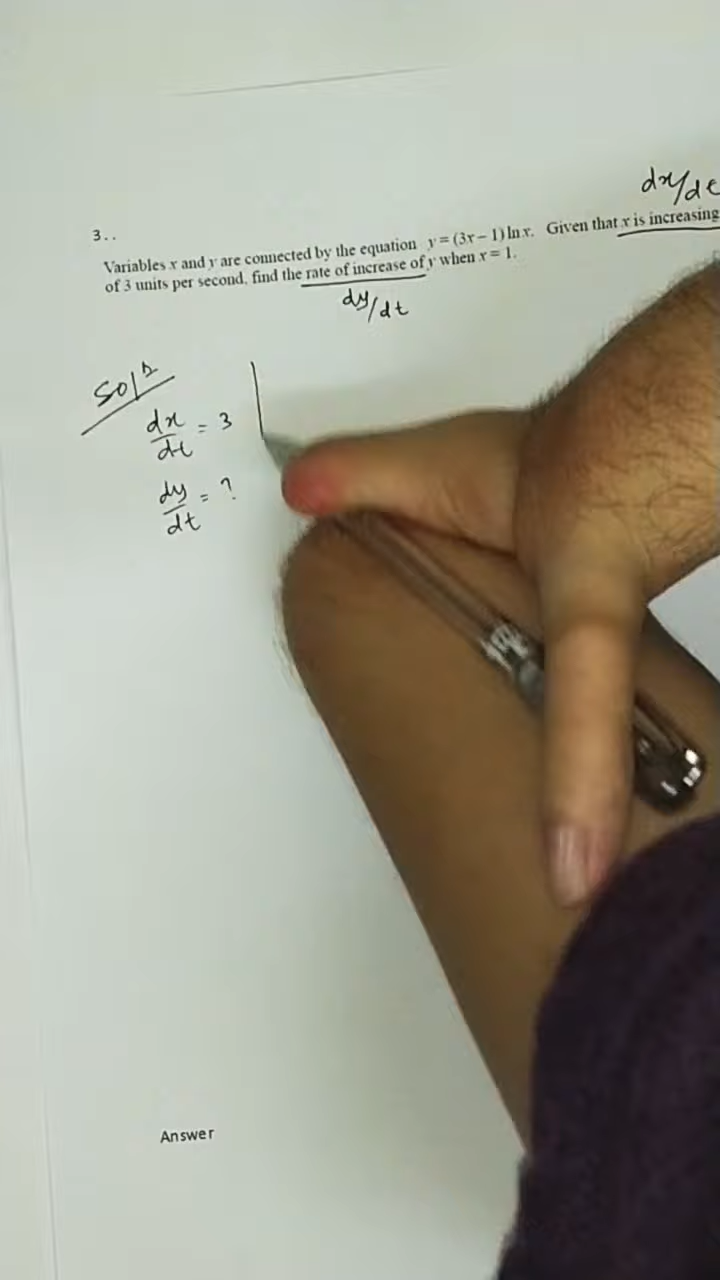 dx/dt
3..
Variables x and y are connected by the equation y = (3x – 1) ln x. Given that x is increasing
of 3 units per second, find the rate of increase of y when x = 1.
dy/dt
Solⁿ
dx/dt = 3
dy/dt = ?
Answer